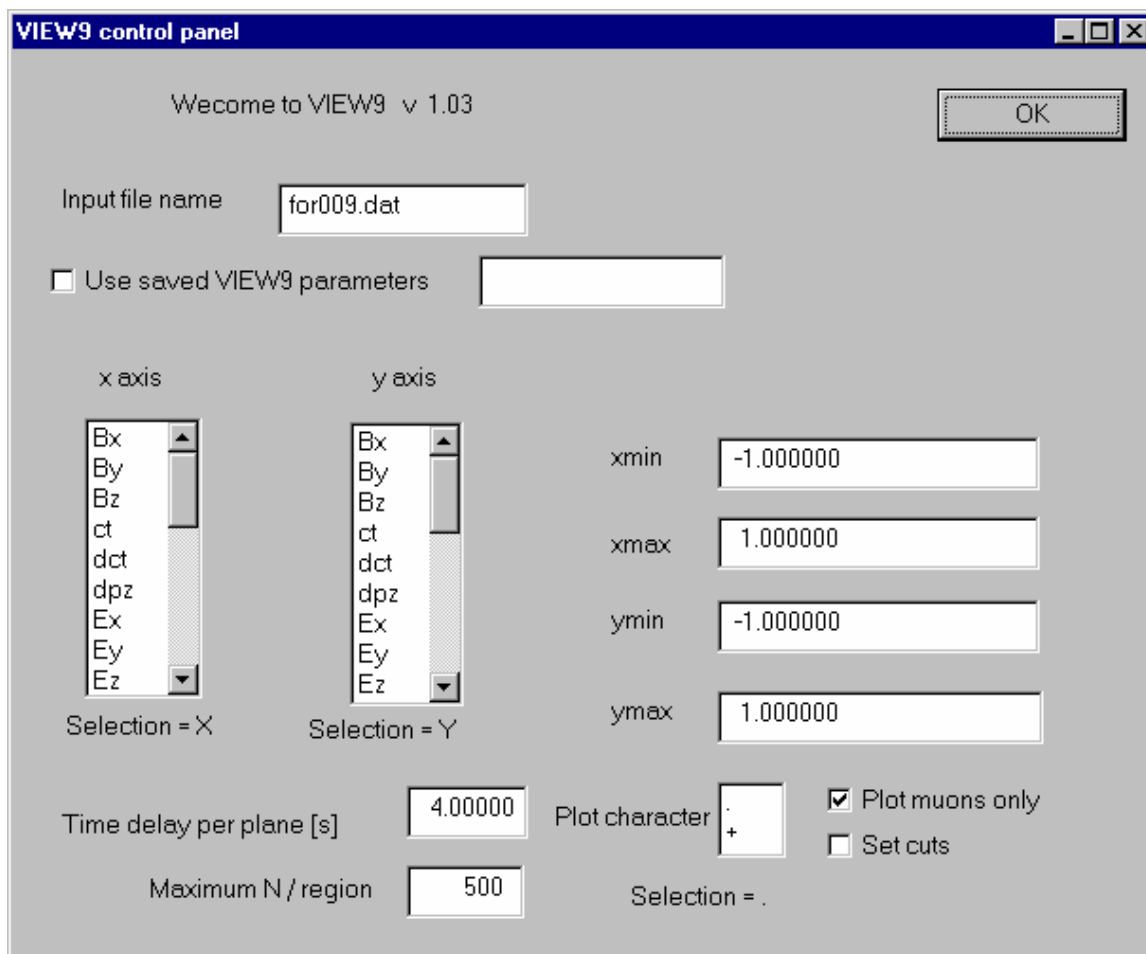 VIEW9 control panel
Wecome to VIEW9 v 1.03
OK
Input file name
for009.dat
Use saved VIEW9 parameters
x axis
y axis
Bx
By
Bz
ct
dct
dpz
Ex
Ey
Ez
Bx
By
Bz
ct
dct
dpz
Ex
Ey
Ez
Selection = X
Selection = Y
xmin
-1.000000
xmax
1.000000
ymin
-1.000000
ymax
1.000000
Time delay per plane [s]
4.00000
Plot character
.
+
Plot muons only
Set cuts
Maximum N / region
500
Selection = .